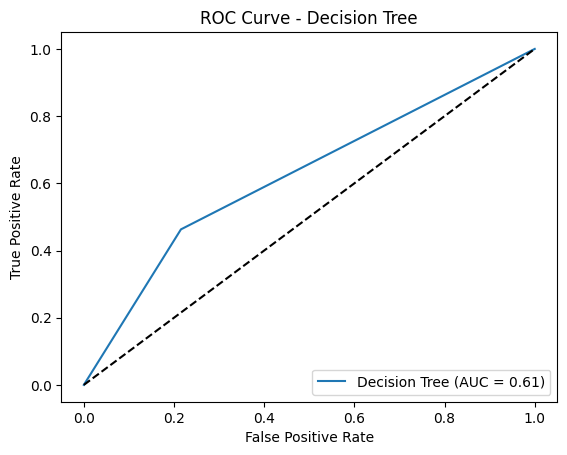 ROC Curve - Decision Tree
1.0
0.8
0.6
0.4
0.2
0.0
True Positive Rate
Decision Tree (AUC = 0.61)
0.0 0.2 0.4 0.6 0.8 1.0
False Positive Rate